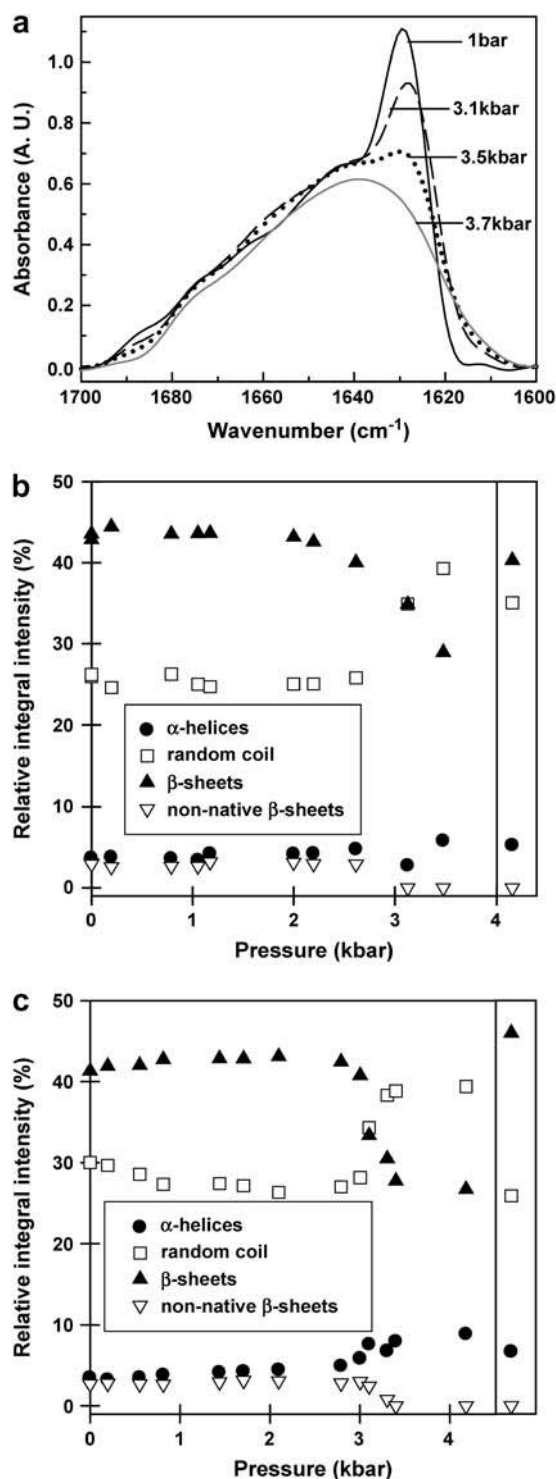 a
1bar
3.1kbar
3.5kbar
3.7kbar
1.0
0.8
0.6
0.4
0.2
0.0
Absorbance (A. U.)
1700 1680 1660 1640 1620 1600
Wavenumber (cm⁻¹)
b
50
40
30
20
10
0
Relative integral intensity (%)
α-helices
random coil
β-sheets
non-native β-sheets
0 1 2 3 4
Pressure (kbar)
c
50
40
30
20
10
0
Relative integral intensity (%)
α-helices
random coil
β-sheets
non-native β-sheets
0 1 2 3 4
Pressure (kbar)